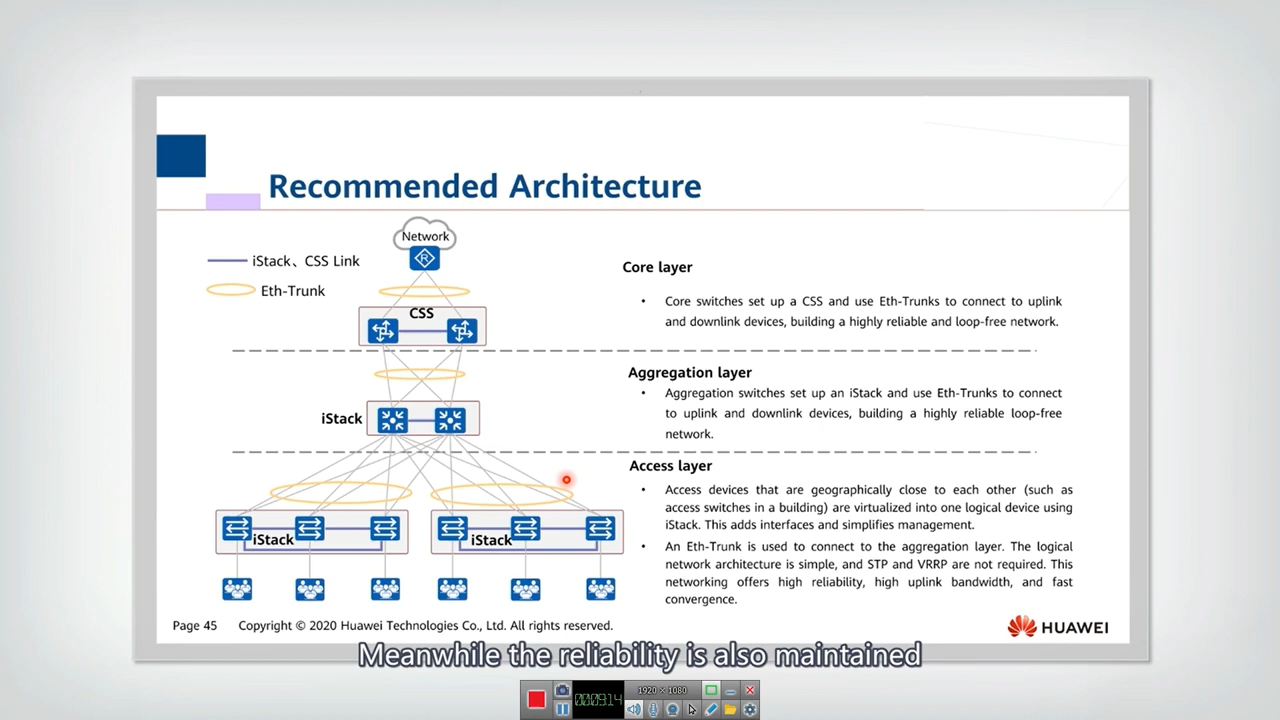 Recommended Architecture
Network
R
iStack、CSS Link
Eth-Trunk
CSS
iStack
iStack
iStack
Core layer
• Core switches set up a CSS and use Eth-Trunks to connect to uplink
and downlink devices, building a highly reliable and loop-free network.
Aggregation layer
• Aggregation switches set up an iStack and use Eth-Trunks to connect
to uplink and downlink devices, building a highly reliable loop-free
network.
Access layer
• Access devices that are geographically close to each other (such as
access switches in a building) are virtualized into one logical device using
iStack. This adds interfaces and simplifies management.
• An Eth-Trunk is used to connect to the aggregation layer. The logical
network architecture is simple, and STP and VRRP are not required. This
networking offers high reliability, high uplink bandwidth, and fast
convergence.
Page 45 Copyright © 2020 Huawei Technologies Co., Ltd. All rights reserved.
HUAWEI
Meanwhile the reliability is also maintained
1920 × 1080